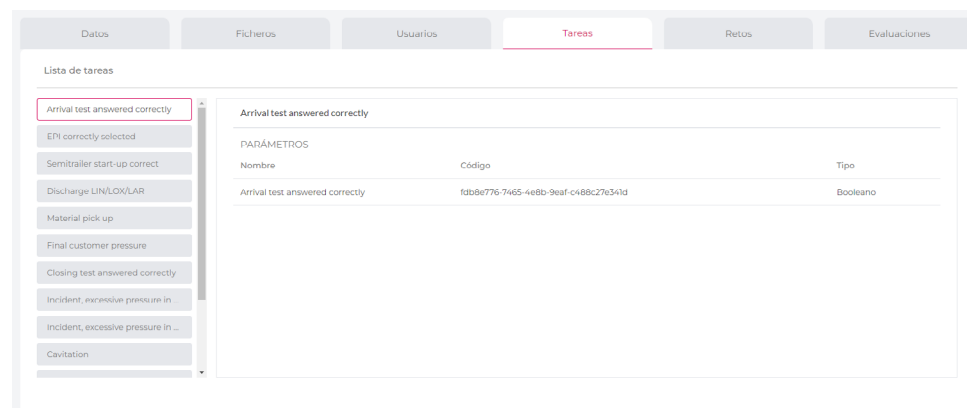 Datos
Ficheros
Usuarios
Tareas
Retos
Evaluaciones
Lista de tareas
Arrival test answered correctly
EPI correctly selected
Semitrailer start-up correct
Discharge LIN/LOX/LAR
Material pick up
Final customer pressure
Closing test answered correctly
Incident, excessive pressure in ...
Incident, excessive pressure in ...
Cavitation
Arrival test answered correctly
PARÁMETROS
Nombre Código Tipo
Arrival test answered correctly fdb8e776-7465-4e8b-9eaf-c488c27e341d Booleano